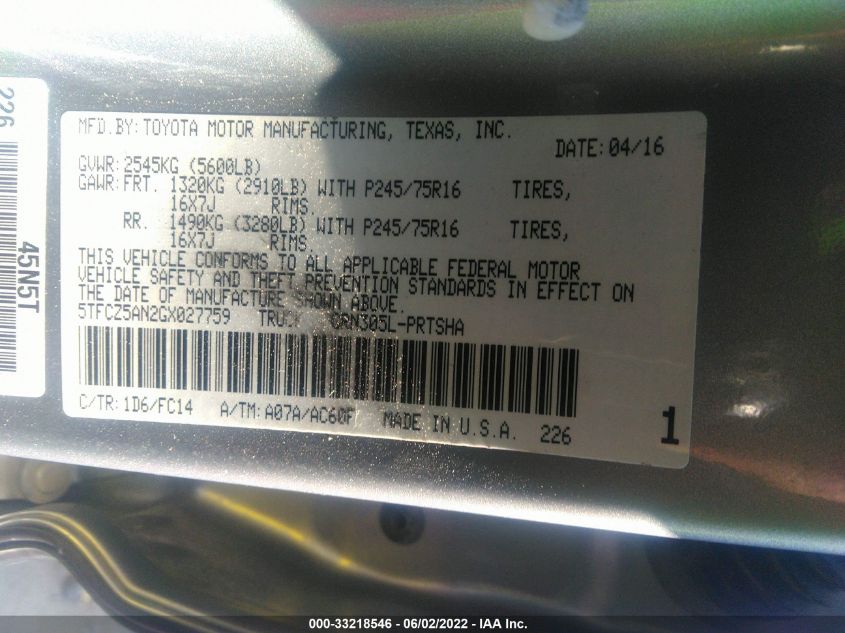 MFD.BY: TOYOTA MOTOR MANUFACTURING, TEXAS, INC.
DATE: 04/16
GVWR: 2545KG (5600LB)
GAWR: FRT. 1320KG (2910LB) WITH P245/75R16 TIRES,
16X7J RIMS.
RR. 1490KG (3280LB) WITH P245/75R16 TIRES,
16X7J RIMS.
THIS VEHICLE CONFORMS TO ALL APPLICABLE FEDERAL MOTOR
VEHICLE SAFETY AND THEFT PREVENTION STANDARDS IN EFFECT ON
THE DATE OF MANUFACTURE SHOWN ABOVE.
5TFCZ5AN2GX027759 TRUCK GRN305L-PRTSHA
C/TR: 1D6/FC14 A/TM: A07A/AC60F MADE IN U.S.A. 226
1
226
45N5T
000-33218546 - 06/02/2022 - IAA Inc.